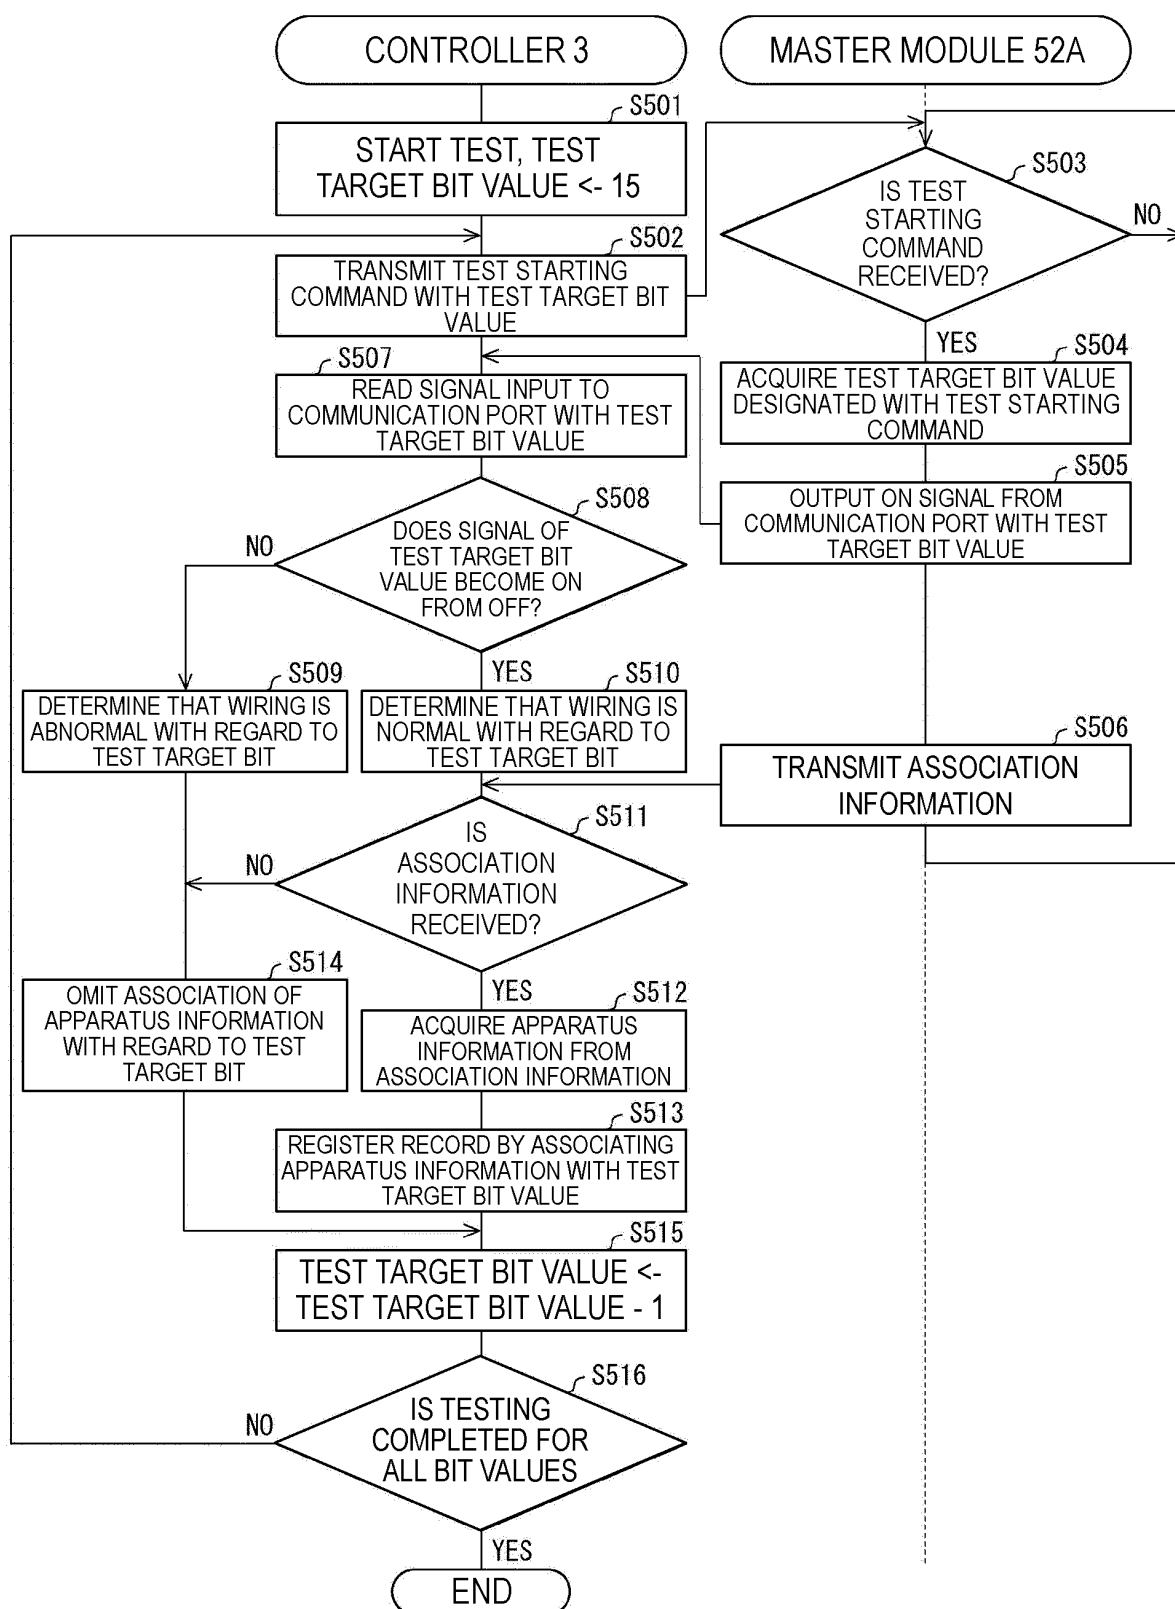 CONTROLLER 3
MASTER MODULE 52A
S501
START TEST, TEST
TARGET BIT VALUE <- 15
S502
TRANSMIT TEST STARTING
COMMAND WITH TEST TARGET BIT
VALUE
S503
IS TEST
STARTING
COMMAND
RECEIVED?
NO
YES
S504
ACQUIRE TEST TARGET BIT VALUE
DESIGNATED WITH TEST STARTING
COMMAND
S505
OUTPUT ON SIGNAL FROM
COMMUNICATION PORT WITH TEST
TARGET BIT VALUE
S507
READ SIGNAL INPUT TO
COMMUNICATION PORT WITH TEST
TARGET BIT VALUE
S508
DOES SIGNAL OF
TEST TARGET BIT
VALUE BECOME ON
FROM OFF?
NO
YES
S509
DETERMINE THAT WIRING IS
ABNORMAL WITH REGARD TO
TEST TARGET BIT
S510
DETERMINE THAT WIRING IS
NORMAL WITH REGARD TO
TEST TARGET BIT
S506
TRANSMIT ASSOCIATION
INFORMATION
S511
IS
ASSOCIATION
INFORMATION
RECEIVED?
NO
YES
S514
OMIT ASSOCIATION OF
APPARATUS INFORMATION
WITH REGARD TO TEST
TARGET BIT
S512
ACQUIRE APPARATUS
INFORMATION FROM
ASSOCIATION INFORMATION
S513
REGISTER RECORD BY ASSOCIATING
APPARATUS INFORMATION WITH TEST
TARGET BIT VALUE
S515
TEST TARGET BIT VALUE <-
TEST TARGET BIT VALUE - 1
S516
IS TESTING
COMPLETED FOR
ALL BIT VALUES
NO
YES
END